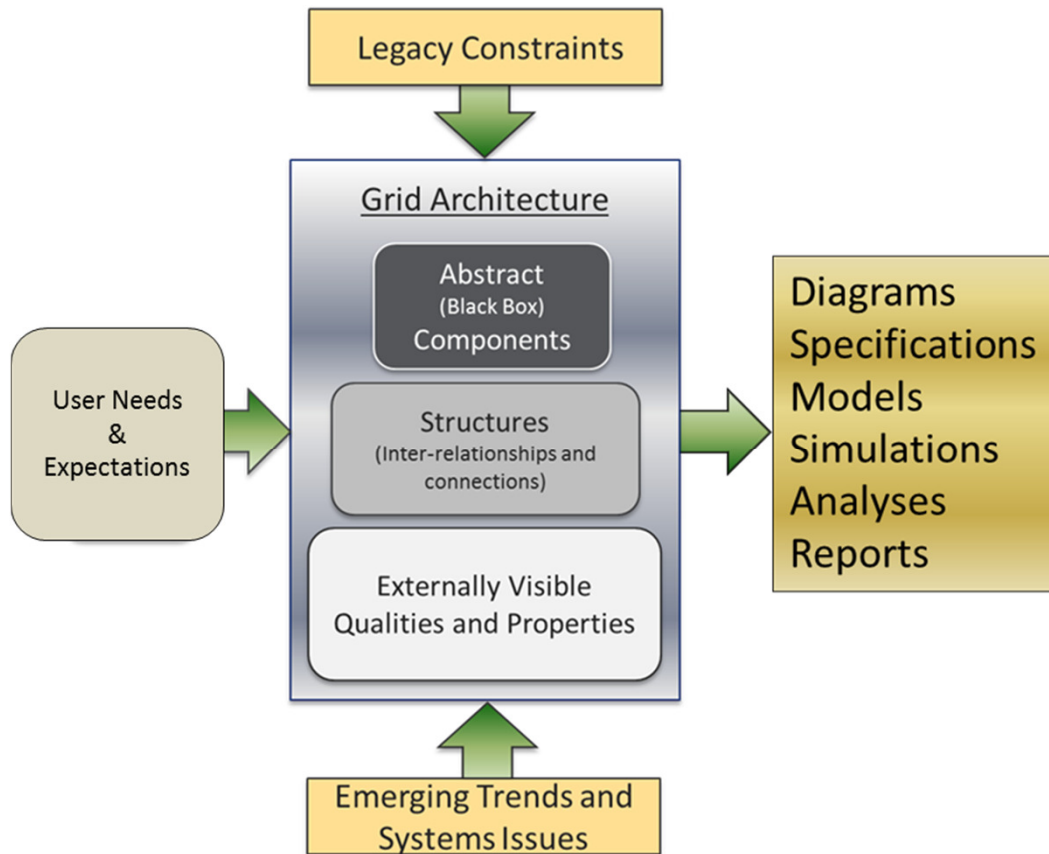 Legacy Constraints
Grid Architecture
Abstract
(Black Box)
Components
Structures
(Inter-relationships and
connections)
Externally Visible
Qualities and Properties
User Needs
&
Expectations
Diagrams
Specifications
Models
Simulations
Analyses
Reports
Emerging Trends and
Systems Issues